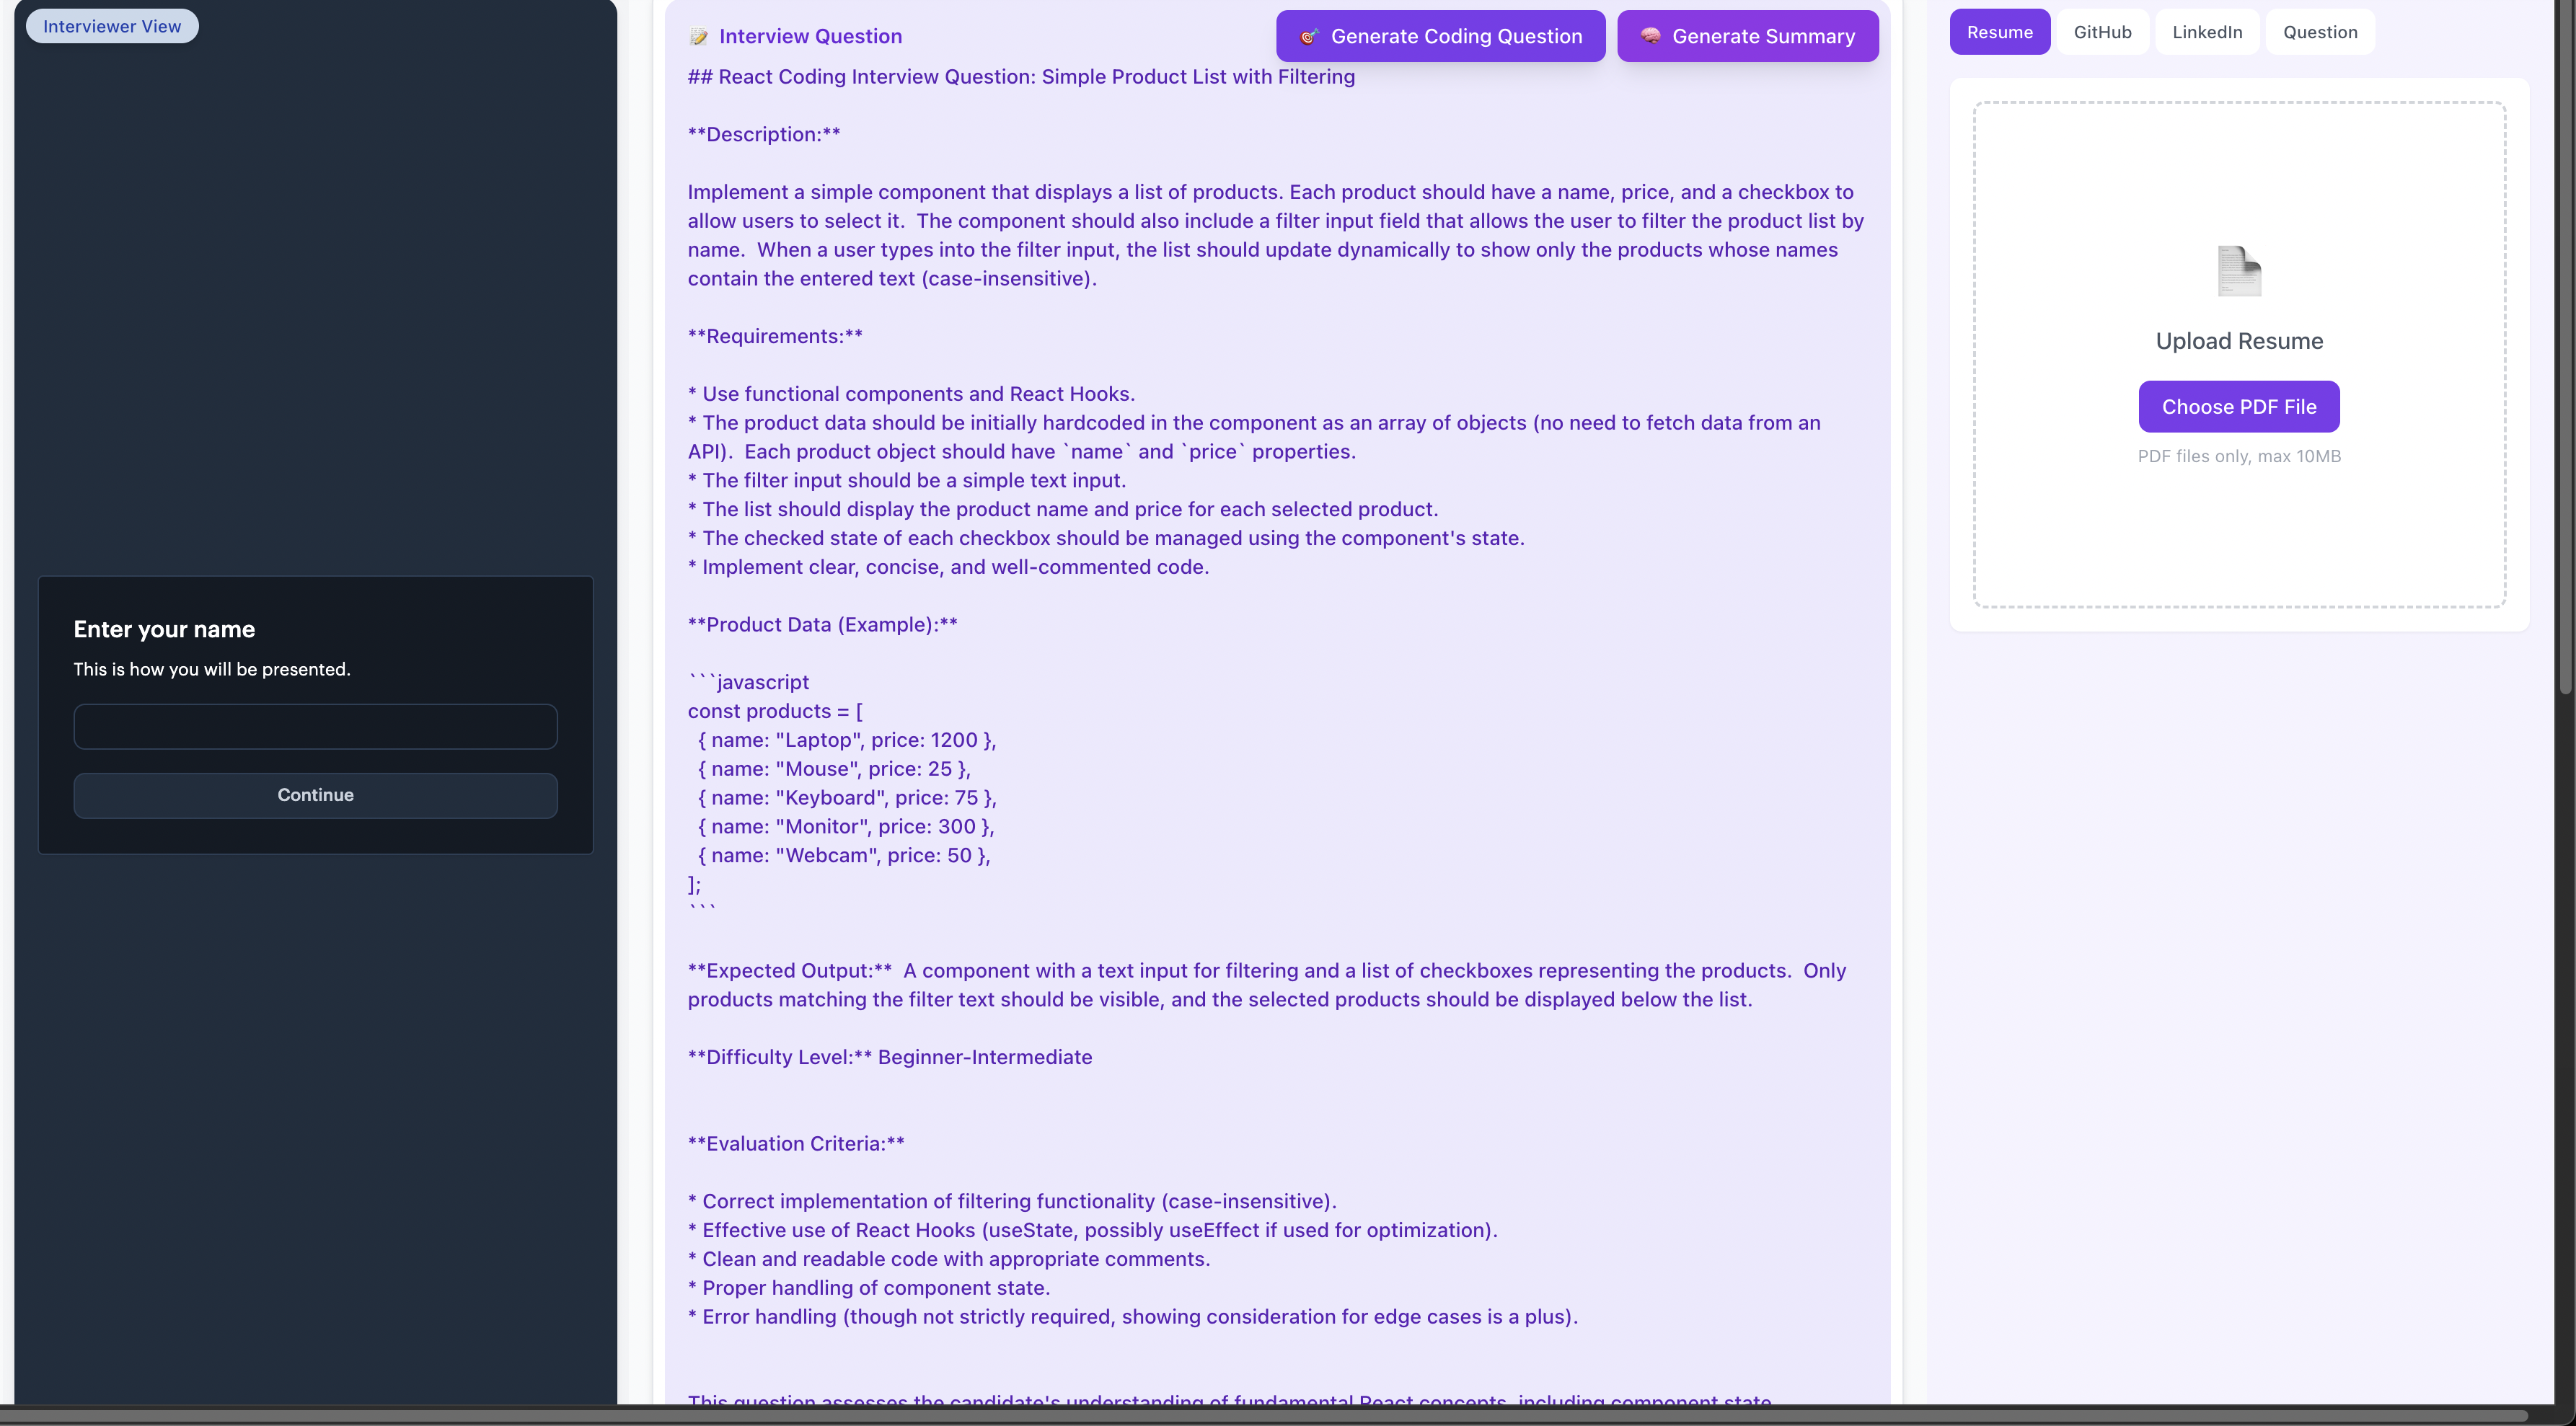 Interviewer View
Enter your name
This is how you will be presented.
Continue
Interview Question
Generate Coding Question
Generate Summary
## React Coding Interview Question: Simple Product List with Filtering
**Description:**
Implement a simple component that displays a list of products. Each product should have a name, price, and a checkbox to
allow users to select it.  The component should also include a filter input field that allows the user to filter the product list by
name.  When a user types into the filter input, the list should update dynamically to show only the products whose names
contain the entered text (case-insensitive).
**Requirements:**
* Use functional components and React Hooks.
* The product data should be initially hardcoded in the component as an array of objects (no need to fetch data from an
API).  Each product object should have `name` and `price` properties.
* The filter input should be a simple text input.
* The list should display the product name and price for each selected product.
* The checked state of each checkbox should be managed using the component's state.
* Implement clear, concise, and well-commented code.
**Product Data (Example):**
```javascript
const products = [
  { name: "Laptop", price: 1200 },
  { name: "Mouse", price: 25 },
  { name: "Keyboard", price: 75 },
  { name: "Monitor", price: 300 },
  { name: "Webcam", price: 50 },
];
```
**Expected Output:**  A component with a text input for filtering and a list of checkboxes representing the products.  Only
products matching the filter text should be visible, and the selected products should be displayed below the list.
**Difficulty Level:** Beginner-Intermediate
**Evaluation Criteria:**
* Correct implementation of filtering functionality (case-insensitive).
* Effective use of React Hooks (useState, possibly useEffect if used for optimization).
* Clean and readable code with appropriate comments.
* Proper handling of component state.
* Error handling (though not strictly required, showing consideration for edge cases is a plus).
This question assesses the candidate's understanding of fundamental React concepts, including component state
Resume
GitHub
LinkedIn
Question
Upload Resume
Choose PDF File
PDF files only, max 10MB